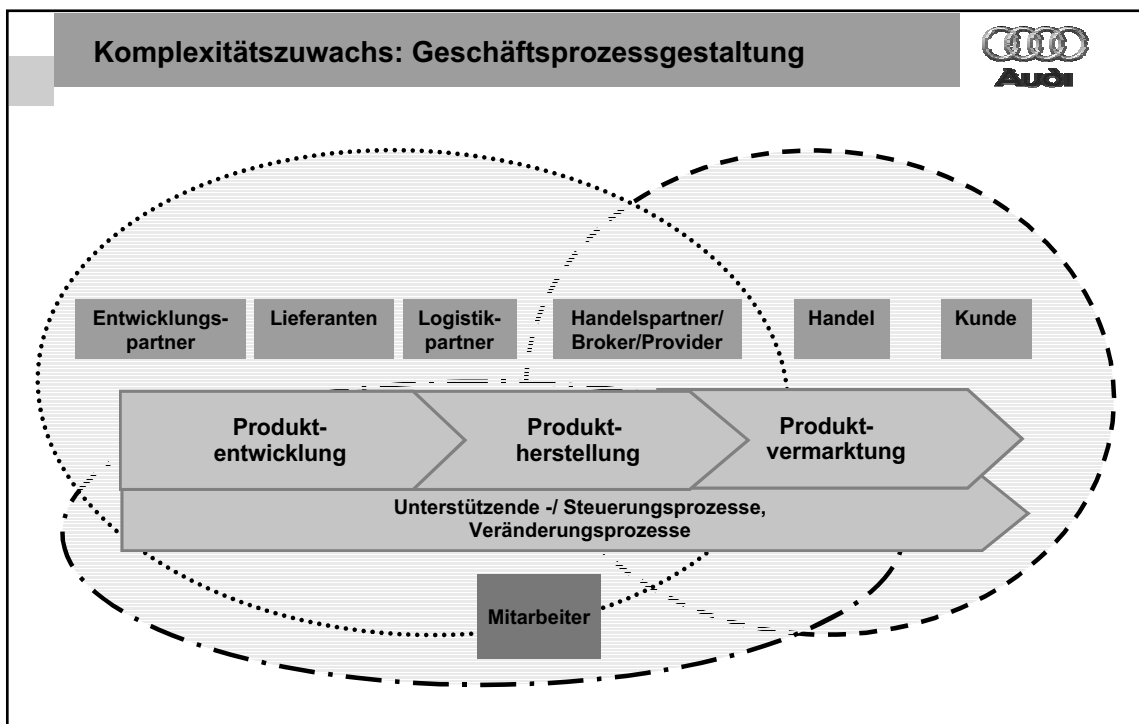 Komplexitätszuwachs: Geschäftsprozessgestaltung
Audi
Entwicklungs-
partner
Lieferanten
Logistik-
partner
Handelspartner/
Broker/Provider
Handel
Kunde
Produkt-
entwicklung
Produkt-
herstellung
Produkt-
vermarktung
Unterstützende -/ Steuerungsprozesse,
Veränderungsprozesse
Mitarbeiter